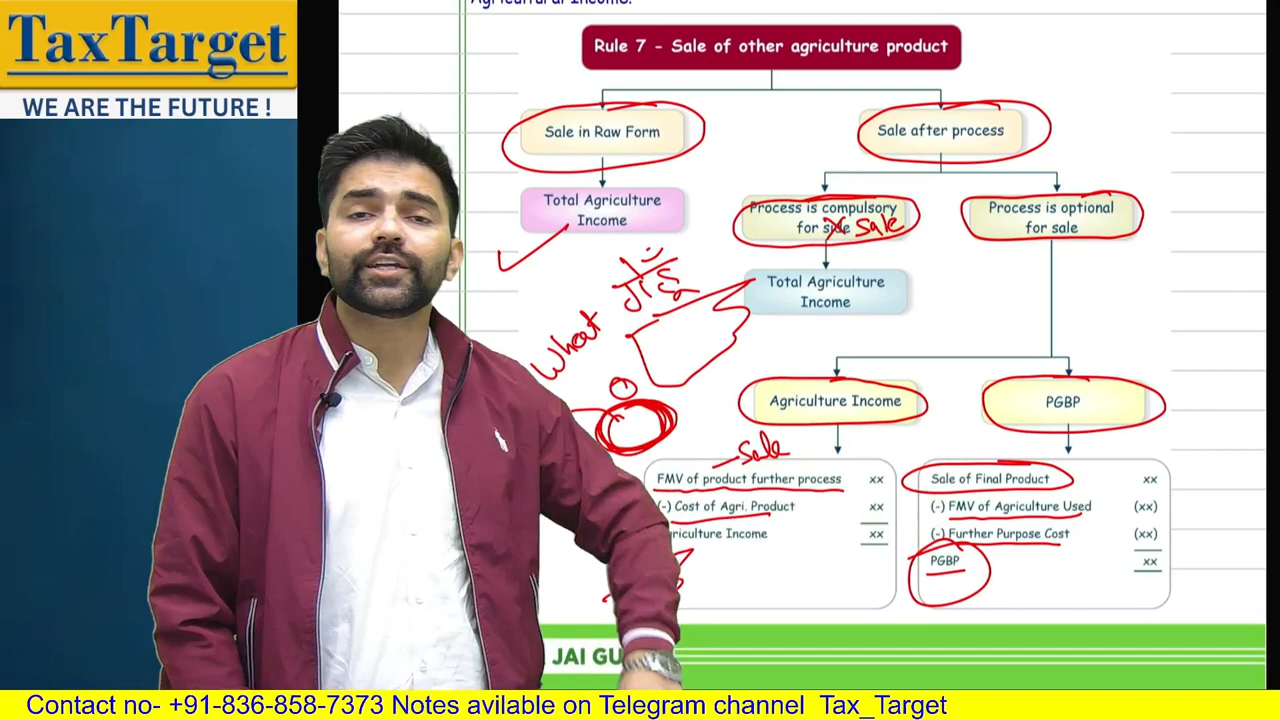 Agricultural Income.
TaxTarget
WE ARE THE FUTURE !
Rule 7 - Sale of other agriculture product
Sale in Raw Form
Sale after process
Total Agriculture
Income
Process is compulsory
for sale
Process is optional
for sale
Total Agriculture
Income
Wheat
Agriculture Income
PGBP
Sale
FMV of product further process xx
(-) Cost of Agri. Product xx
riculture Income xx
Sale of Final Product xx
(-) FMV of Agriculture Used (xx)
(-) Further Purpose Cost (xx)
PGBP xx
JAI GU
Contact no- +91-836-858-7373 Notes avilable on Telegram channel Tax_Target